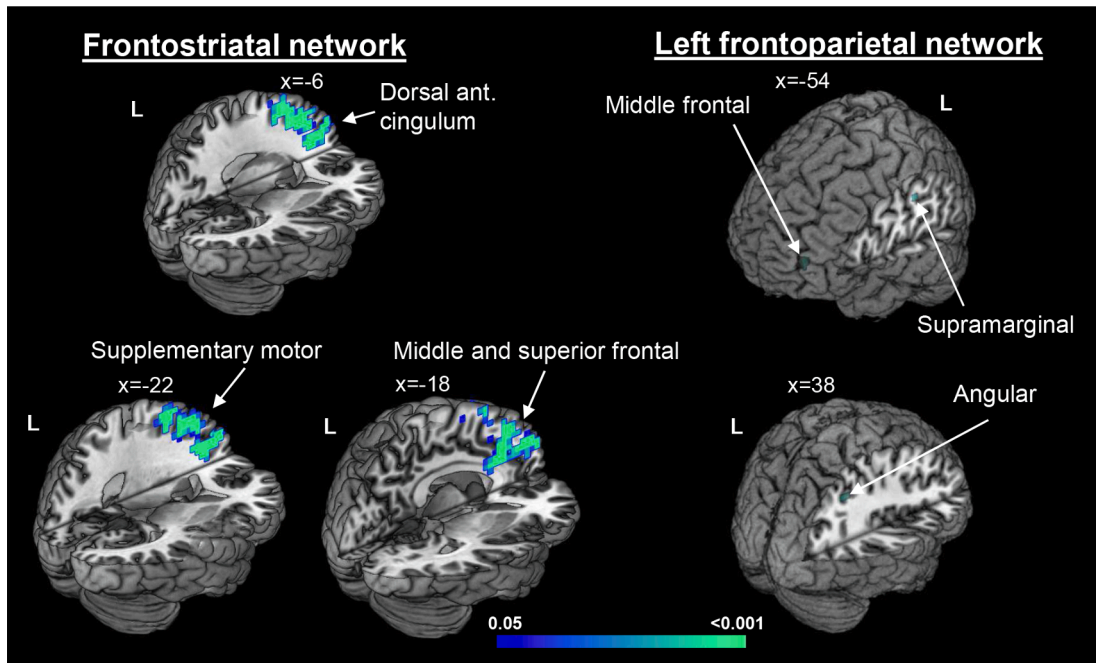 Frontostriatal network
x=-6
L
Dorsal ant.
cingulum
Supplementary motor
x=-22
L
Middle and superior frontal
x=-18
L
0.05
<0.001
Left frontoparietal network
x=-54
L
Middle frontal
Supramarginal
x=38
L
Angular